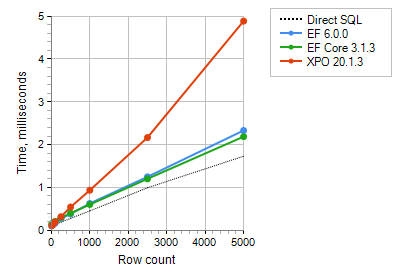 5
4
3
2
1
0
Time, milliseconds
0
1000
2000
3000
4000
5000
Row count
Direct SQL
EF 6.0.0
EF Core 3.1.3
XPO 20.1.3